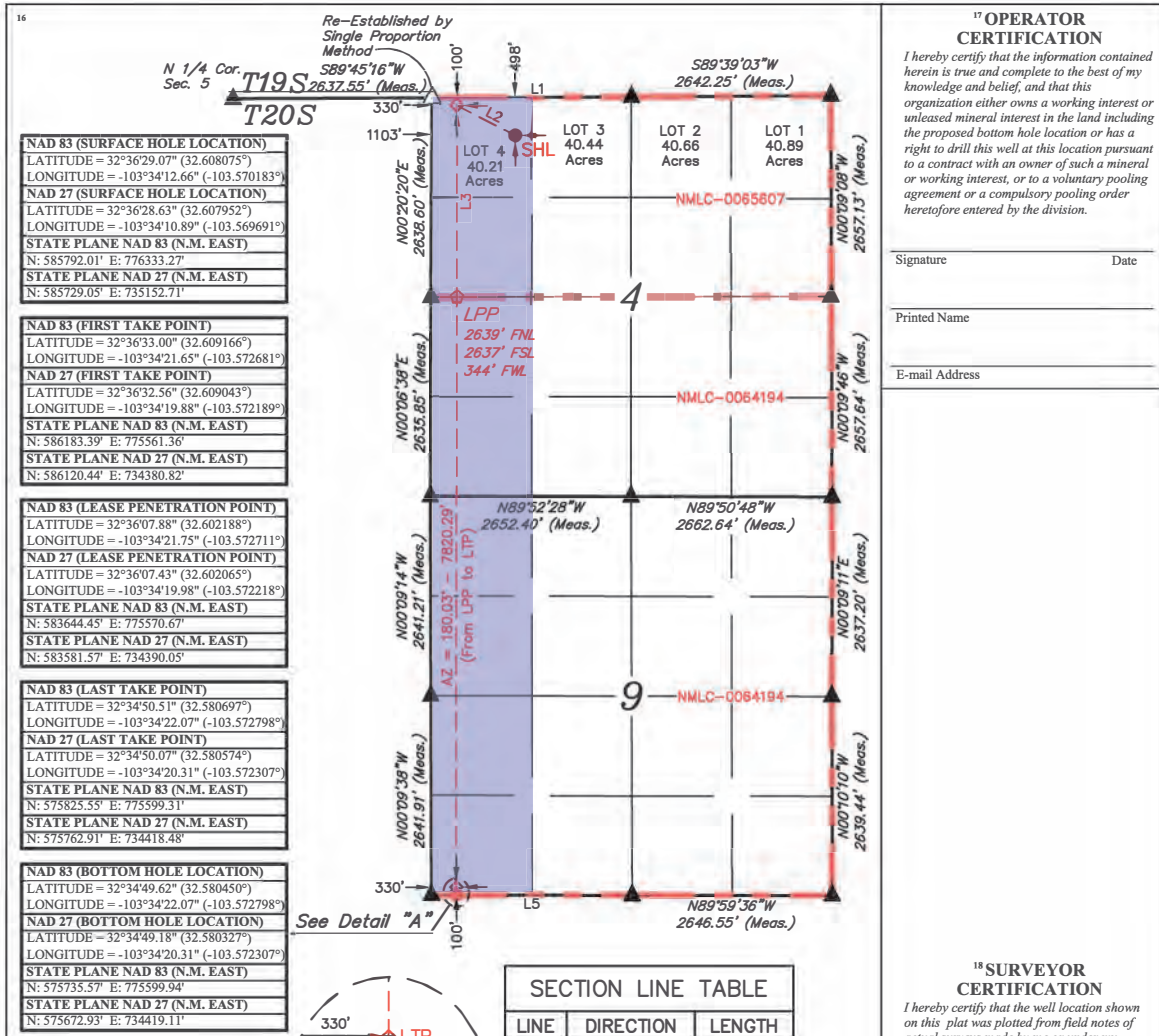 16
Re-Established by
Single Proportion
Method
N 1/4 Cor.
Sec. 5
T19S
T20S
S89°45'16"W
2637.55' (Meas.)
100'
498'
L1
S89°39'03"W
2642.25' (Meas.)
330'
1103'
L2
SHL
LOT 4
40.21
Acres
LOT 3
40.44
Acres
LOT 2
40.66
Acres
LOT 1
40.89
Acres
N00°20'20"E
2638.60' (Meas.)
L3
NMLC-0065607
N00°09'08"W
2657.13' (Meas.)
4
LPP
2639' FNL
2637' FSL
344' FWL
N00°06'38"E
2635.85' (Meas.)
NMLC-0064194
N00°09'46"W
2657.64' (Meas.)
N89°52'28"W
2652.40' (Meas.)
N89°50'48"W
2662.64' (Meas.)
N00°09'14"W
2641.21' (Meas.)
AZ = 180.03° - 7820.29'
(From LPP to LTP)
N00°09'11"E
2637.20' (Meas.)
9
NMLC-0064194
N00°09'38"W
2641.91' (Meas.)
N00°10'10"W
2639.44' (Meas.)
330'
See Detail "A"
100'
L5
N89°59'36"W
2646.55' (Meas.)
NAD 83 (SURFACE HOLE LOCATION)
LATITUDE = 32°36'29.07" (32.608075°)
LONGITUDE = -103°34'12.66" (-103.570183°)
NAD 27 (SURFACE HOLE LOCATION)
LATITUDE = 32°36'28.63" (32.607952°)
LONGITUDE = -103°34'10.89" (-103.569691°)
STATE PLANE NAD 83 (N.M. EAST)
N: 585792.01' E: 776333.27'
STATE PLANE NAD 27 (N.M. EAST)
N: 585729.05' E: 735152.71'
NAD 83 (FIRST TAKE POINT)
LATITUDE = 32°36'33.00" (32.609166°)
LONGITUDE = -103°34'21.65" (-103.572681°)
NAD 27 (FIRST TAKE POINT)
LATITUDE = 32°36'32.56" (32.609043°)
LONGITUDE = -103°34'19.88" (-103.572189°)
STATE PLANE NAD 83 (N.M. EAST)
N: 586183.39' E: 775561.36'
STATE PLANE NAD 27 (N.M. EAST)
N: 586120.44' E: 734380.82'
NAD 83 (LEASE PENETRATION POINT)
LATITUDE = 32°36'07.88" (32.602188°)
LONGITUDE = -103°34'21.75" (-103.572711°)
NAD 27 (LEASE PENETRATION POINT)
LATITUDE = 32°36'07.43" (32.602065°)
LONGITUDE = -103°34'19.98" (-103.572218°)
STATE PLANE NAD 83 (N.M. EAST)
N: 583644.45' E: 775570.67'
STATE PLANE NAD 27 (N.M. EAST)
N: 583581.57' E: 734390.05'
NAD 83 (LAST TAKE POINT)
LATITUDE = 32°34'50.51" (32.580697°)
LONGITUDE = -103°34'22.07" (-103.572798°)
NAD 27 (LAST TAKE POINT)
LATITUDE = 32°34'50.07" (32.580574°)
LONGITUDE = -103°34'20.31" (-103.572307°)
STATE PLANE NAD 83 (N.M. EAST)
N: 575825.55' E: 775599.31'
STATE PLANE NAD 27 (N.M. EAST)
N: 575762.91' E: 734418.48'
NAD 83 (BOTTOM HOLE LOCATION)
LATITUDE = 32°34'49.62" (32.580450°)
LONGITUDE = -103°34'22.07" (-103.572798°)
NAD 27 (BOTTOM HOLE LOCATION)
LATITUDE = 32°34'49.18" (32.580327°)
LONGITUDE = -103°34'20.31" (-103.572307°)
STATE PLANE NAD 83 (N.M. EAST)
N: 575735.57' E: 775599.94'
STATE PLANE NAD 27 (N.M. EAST)
N: 575672.93' E: 734419.11'
330'
LTP
SECTION LINE TABLE
LINE DIRECTION LENGTH
17 OPERATOR
CERTIFICATION
I hereby certify that the information contained
herein is true and complete to the best of my
knowledge and belief, and that this
organization either owns a working interest or
unleased mineral interest in the land including
the proposed bottom hole location or has a
right to drill this well at this location pursuant
to a contract with an owner of such a mineral
or working interest, or to a voluntary pooling
agreement or a compulsory pooling order
heretofore entered by the division.
Signature Date
Printed Name
E-mail Address
18 SURVEYOR
CERTIFICATION
I hereby certify that the well location shown
on this plat was plotted from field notes of